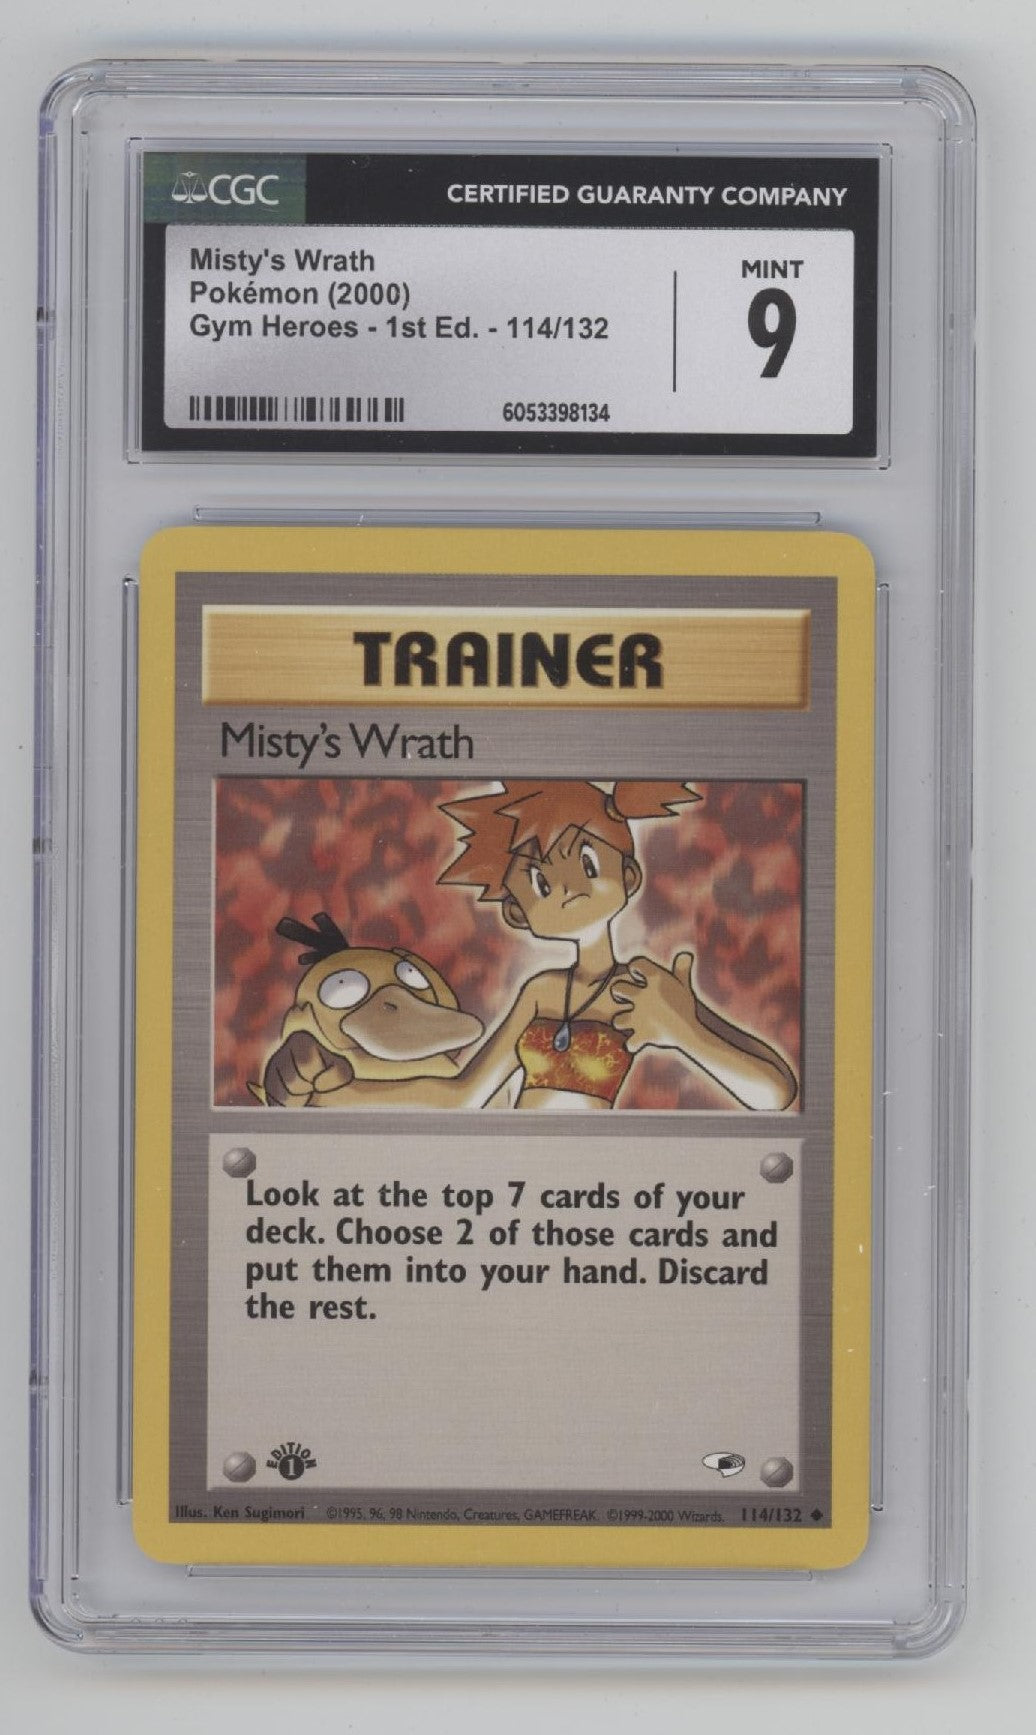 CGC
CERTIFIED GUARANTY COMPANY
Misty's Wrath
Pokémon (2000)
Gym Heroes - 1st Ed. - 114/132
MINT
9
6053398134
TRAINER
Misty's Wrath
Look at the top 7 cards of your
deck. Choose 2 of those cards and
put them into your hand. Discard
the rest.
EDITION
1
Illus. Ken Sugimori ©1995, 96, 98 Nintendo, Creatures, GAMEFREAK. ©1999-2000 Wizards. 114/132 ◆